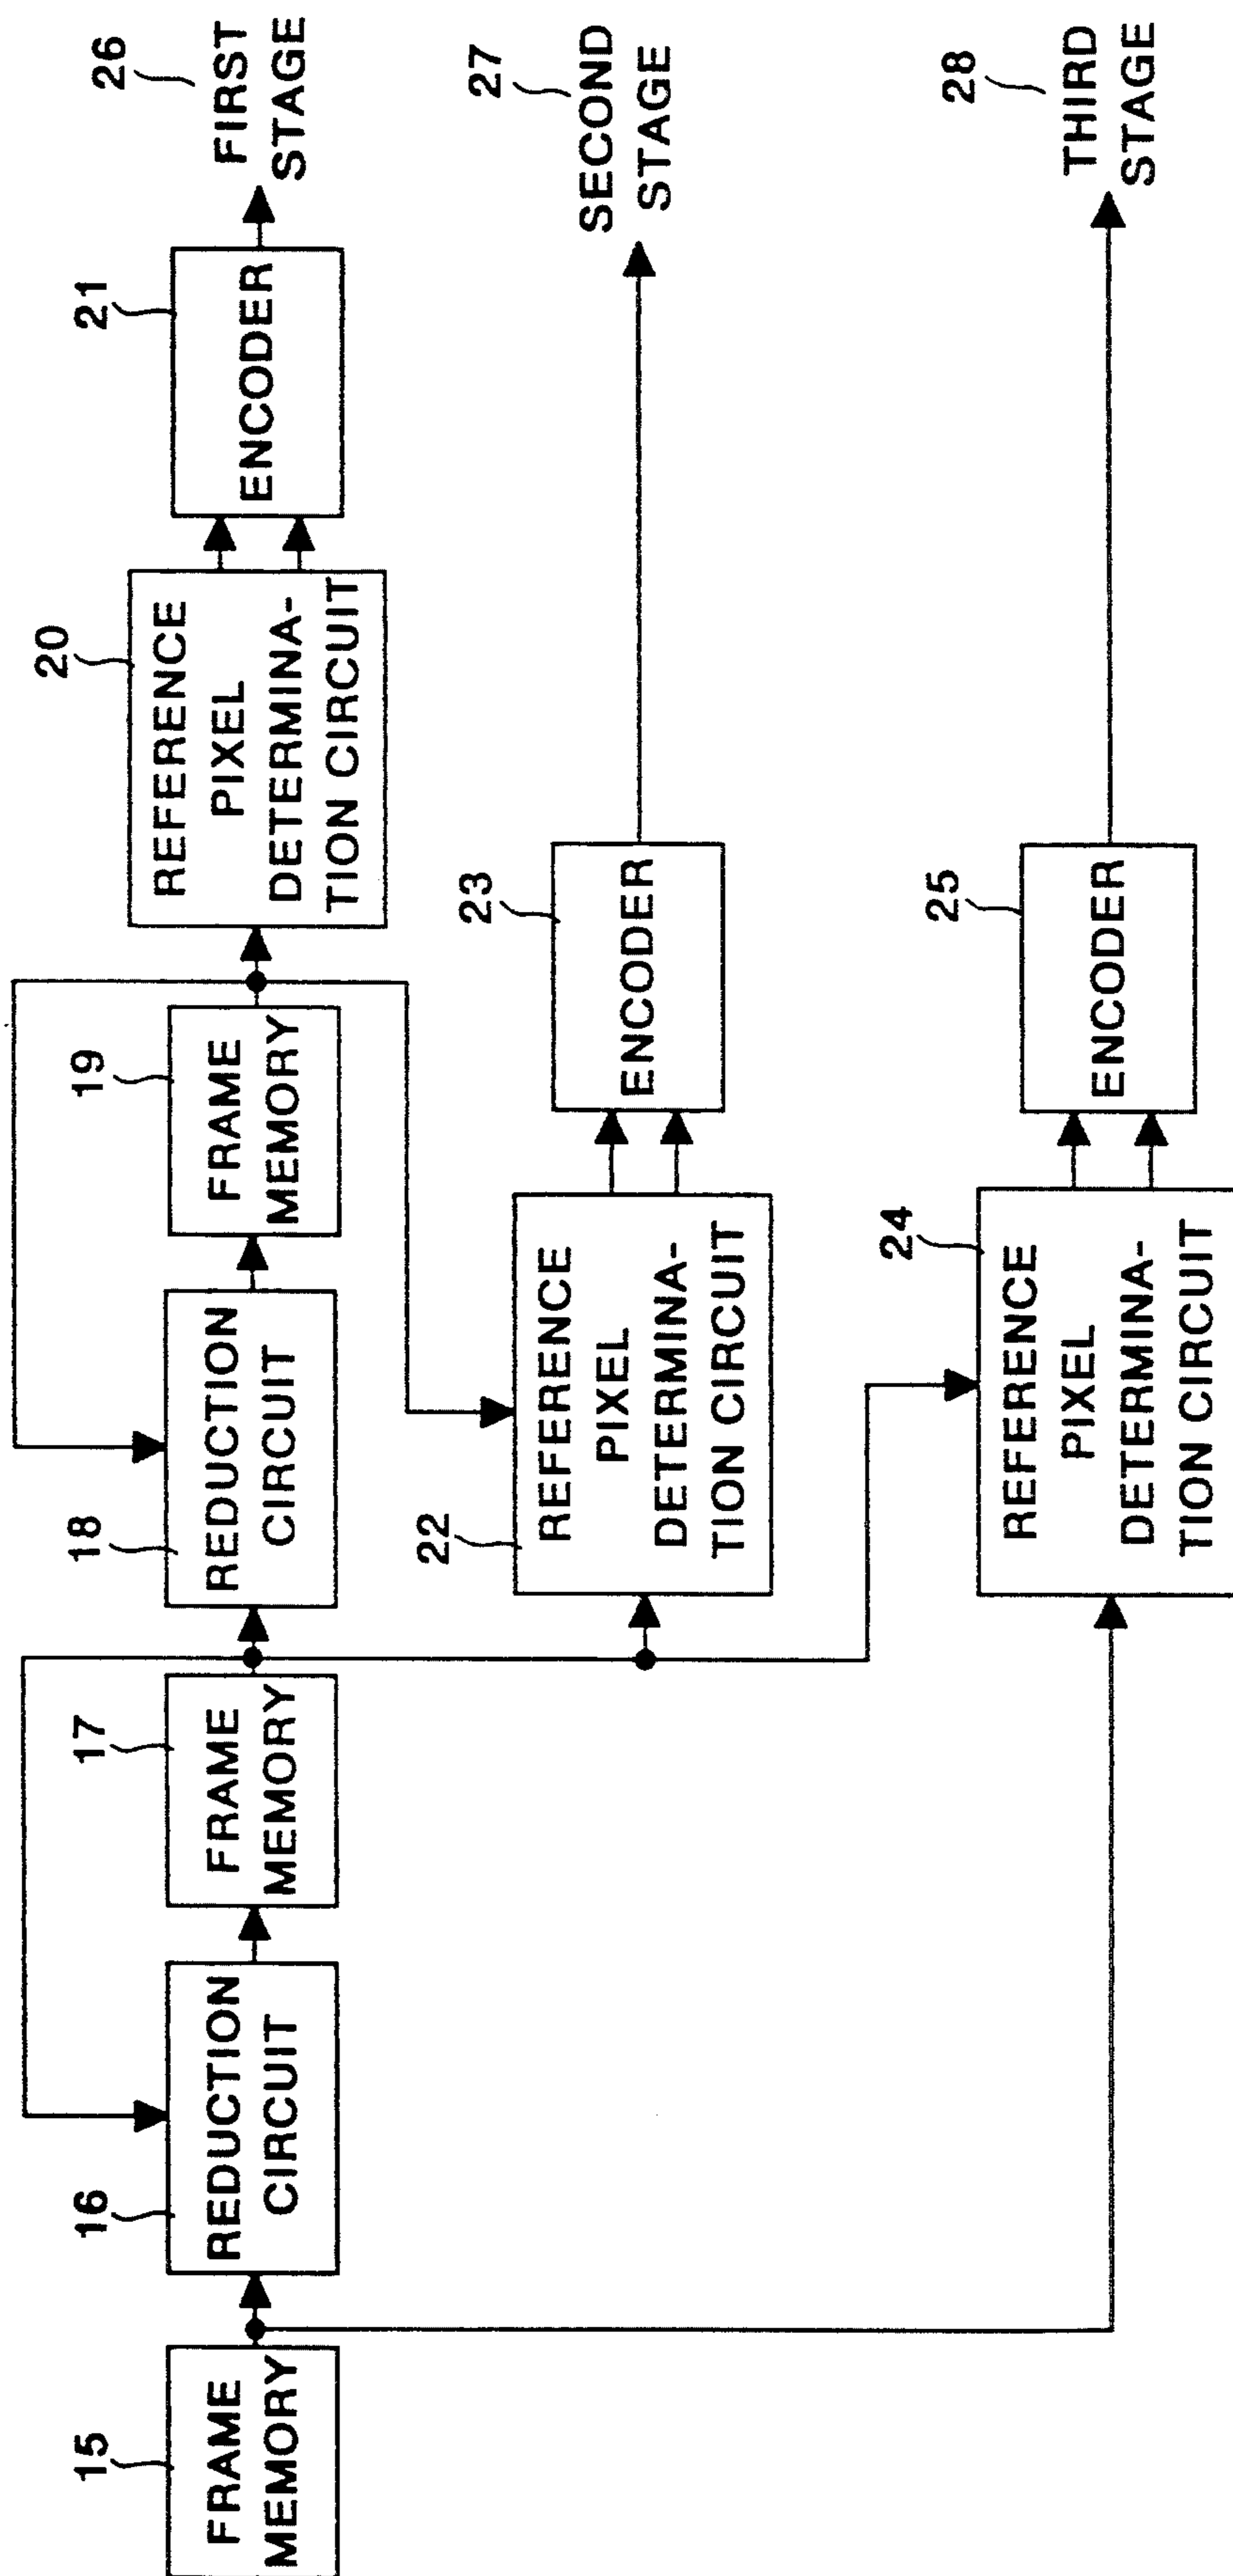 15
FRAME
MEMORY
16
REDUCTION
CIRCUIT
17
FRAME
MEMORY
18
REDUCTION
CIRCUIT
19
FRAME
MEMORY
20
REFERENCE
PIXEL
DETERMINA-
TION CIRCUIT
21
ENCODER
26
FIRST
STAGE
22
REFERENCE
PIXEL
DETERMINA-
TION CIRCUIT
23
ENCODER
27
SECOND
STAGE
24
REFERENCE
PIXEL
DETERMINA-
TION CIRCUIT
25
ENCODER
28
THIRD
STAGE